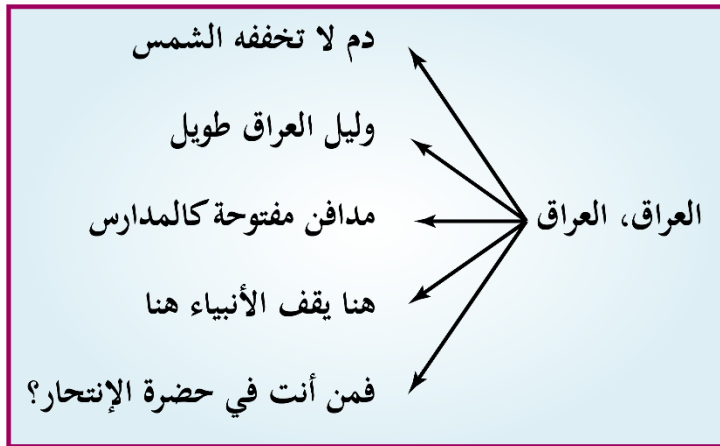 العراق، العراق
دم لا تخففه الشمس
وليل العراق طويل
مدافن مفتوحة كالمدارس
هنا يقف الأنبياء هنا
فمن أنت في حضرة الإنتحار؟